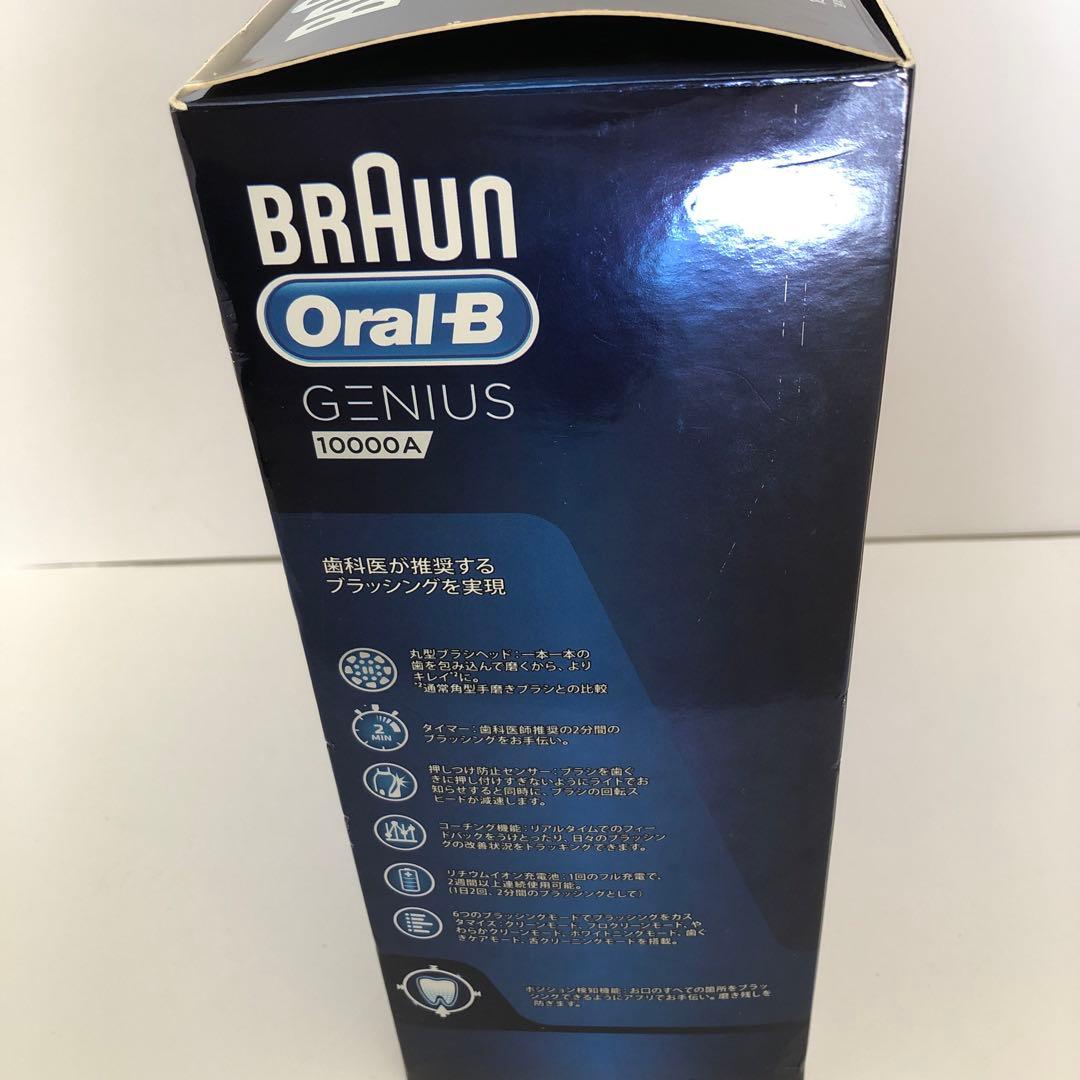 BRAUN
Oral-B
GENIUS
10000A
歯科医が推奨する
ブラッシングを実現
丸型ブラシヘッド：一本一本の
歯を包み込んで磨くから、より
キレイ*²に。
*²通常角型手磨きブラシとの比較
2
MIN
タイマー：歯科医師推奨の2分間の
ブラッシングをお手伝い。
押しつけ防止センサー：ブラシを歯ぐ
きに押し付けすぎないようにライトでお
知らせすると同時に、ブラシの回転ス
ピードが減速します。
コーチング機能：リアルタイムでのフィー
ドバックをうけとったり、日々のブラッシン
グの改善状況をトラッキングできます。
リチウムイオン充電池：1回のフル充電で、
2週間以上連続使用可能。
(1日2回、2分間のブラッシングとして)
6つのブラッシングモードでブラッシングをカス
タマイズ：クリーンモード、プロクリーンモード、や
わらかクリーンモード、ホワイトニングモード、歯ぐ
きケアモード、舌クリーニングモードを搭載。
ポジション検知機能：お口のすべての箇所をブラッ
シングできるようにアプリでお手伝い。磨き残しを
防ぎます。